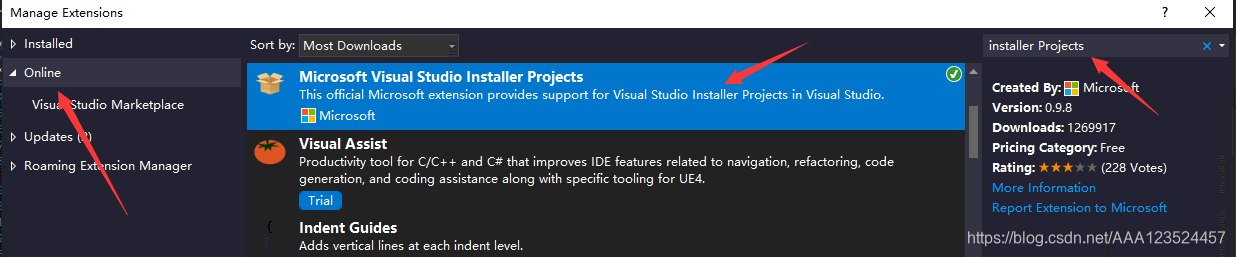 Manage Extensions
?
Installed
Online
Visual Studio Marketplace
Updates (2)
Roaming Extension Manager
Sort by: Most Downloads
Microsoft Visual Studio Installer Projects
This official Microsoft extension provides support for Visual Studio Installer Projects in Visual Studio.
Microsoft
Visual Assist
Productivity tool for C/C++ and C# that improves IDE features related to navigation, refactoring, code
generation, and coding assistance along with specific tooling for UE4.
Trial
Indent Guides
Adds vertical lines at each indent level.
installer Projects
Created By: Microsoft
Version: 0.9.8
Downloads: 1269917
Pricing Category: Free
Rating: (228 Votes)
More Information
Report Extension to Microsoft
https://blog.csdn.net/AAA123524457